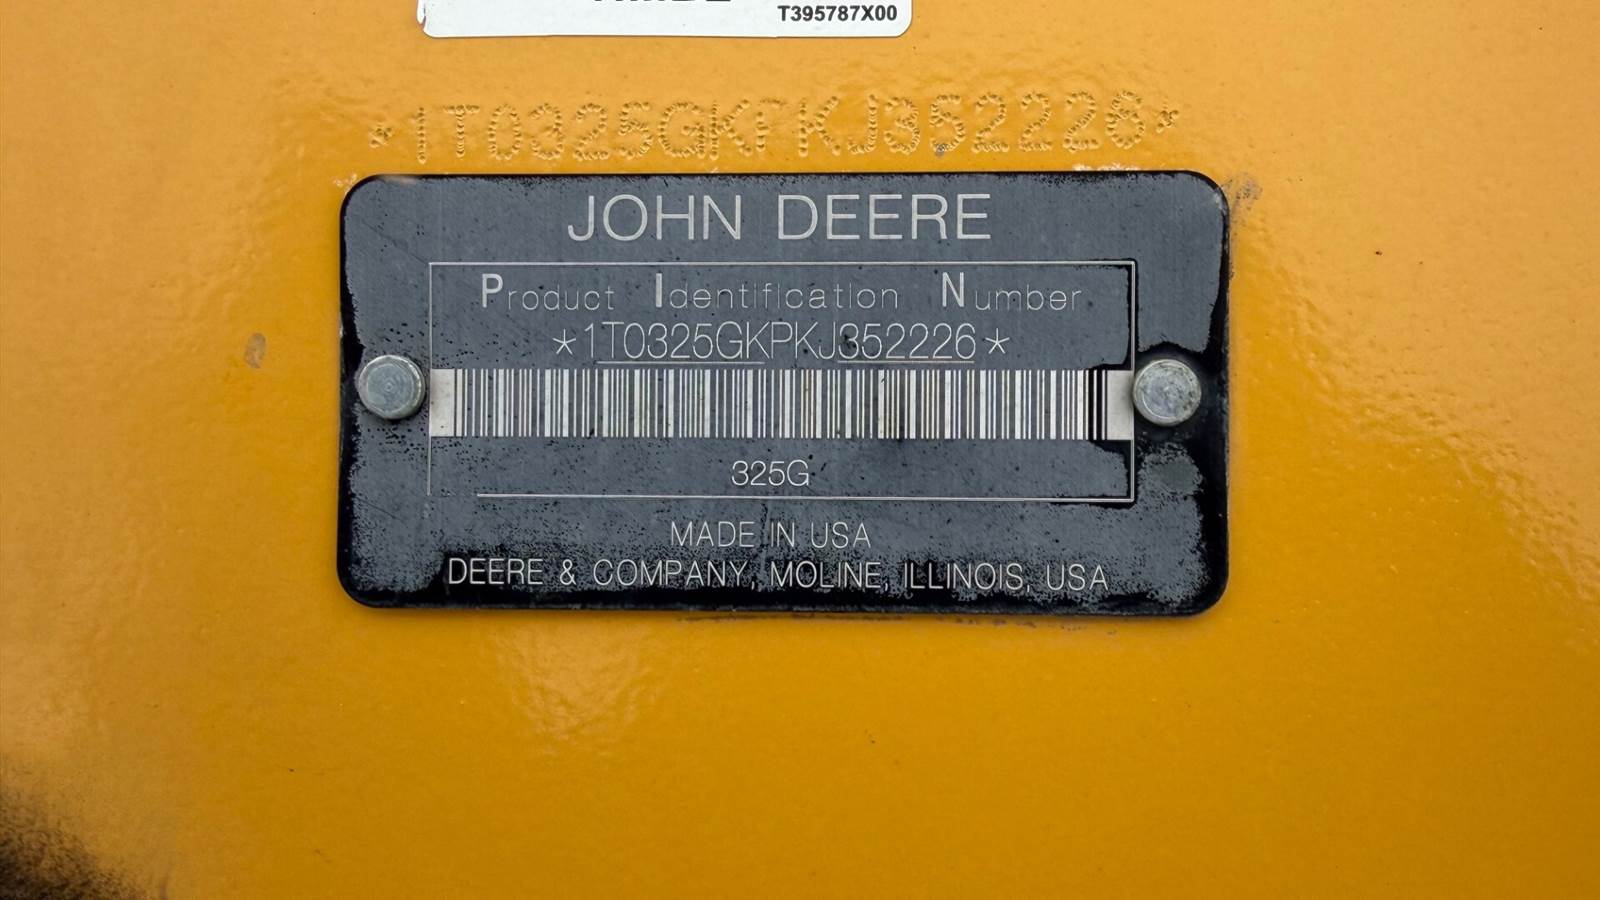 T395787X00
*1T0325GKPKJ352226*
JOHN DEERE
Product Identification Number
*1T0325GKPKJ352226*
325G
MADE IN USA
DEERE & COMPANY, MOLINE, ILLINOIS, USA